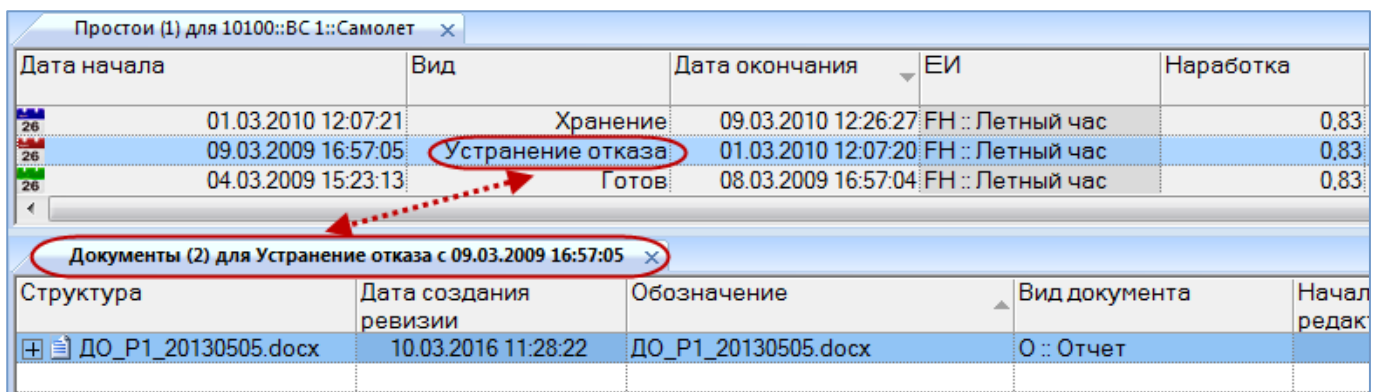 Простои (1) для 10100::ВС 1::Самолет
Дата начала Вид Дата окончания ЕИ Наработка
26 01.03.2010 12:07:21 Хранение 09.03.2010 12:26:27 FH :: Летный час 0,83
26 09.03.2009 16:57:05 Устранение отказа 01.03.2010 12:07:20 FH :: Летный час 0,83
26 04.03.2009 15:23:13 Готов 08.03.2009 16:57:04 FH :: Летный час 0,83
Документы (2) для Устранение отказа с 09.03.2009 16:57:05
Структура Дата создания Обозначение Вид документа Начал
ревизии редак
ДО_Р1_20130505.docx 10.03.2016 11:28:22 ДО_Р1_20130505.docx О :: Отчет